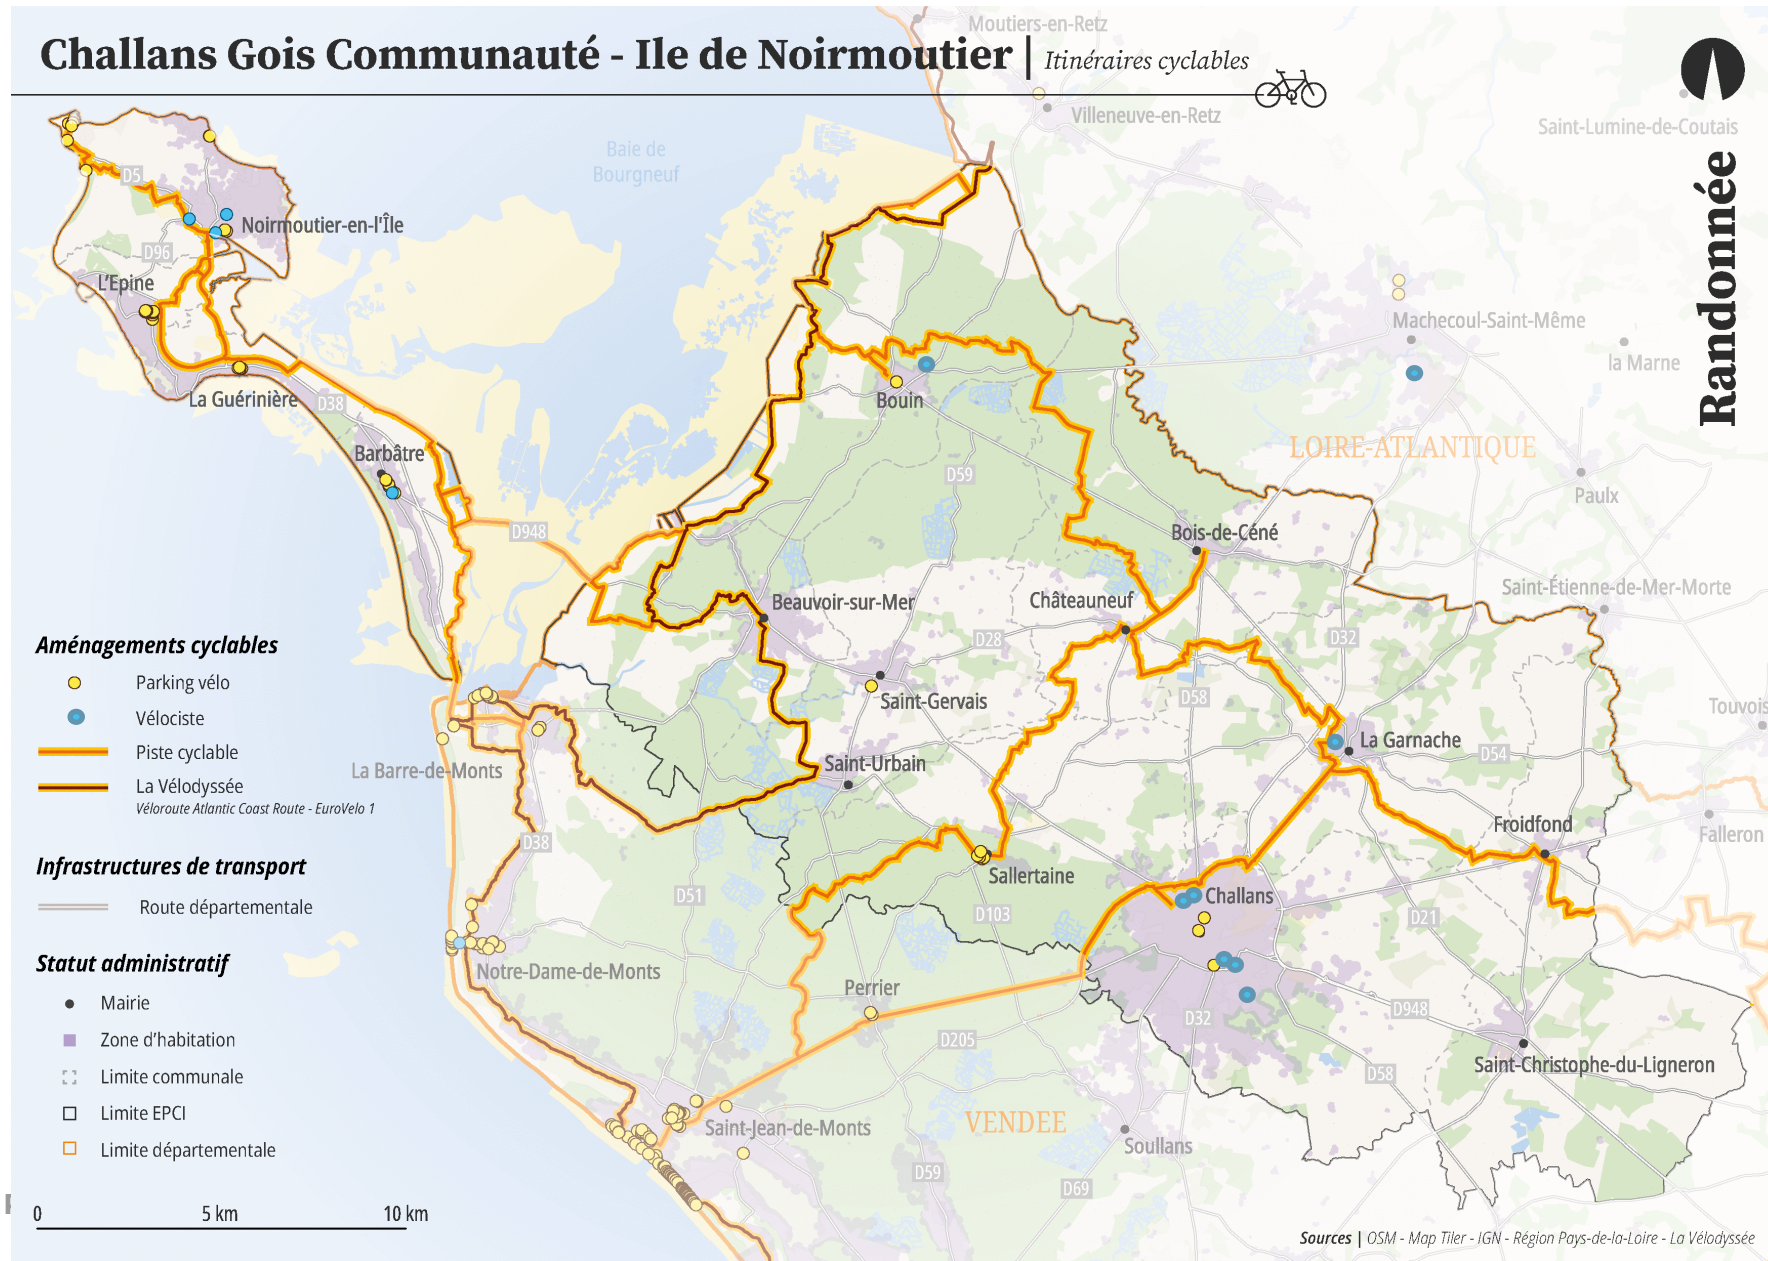 Challans Gois Communauté - Ile de Noirmoutier | Itinéraires cyclables
Randonnée
Moutiers-en-Retz
Villeneuve-en-Retz
Saint-Lumine-de-Coutais
Baie de
Bourgneuf
D5
Noirmoutier-en-l'Île
D96
L'Epine
La Guérinière
D38
Barbâtre
D948
Machecoul-Saint-Même
la Marne
Bouin
LOIRE-ATLANTIQUE
D59
Paulx
Bois-de-Céné
Saint-Étienne-de-Mer-Morte
Beauvoir-sur-Mer
Châteauneuf
D28
D32
D58
Saint-Gervais
Touvois
La Garnache
D54
Saint-Urbain
La Barre-de-Monts
Froidfond
Falleron
D38
Sallertaine
D51
D103
Challans
D21
Notre-Dame-de-Monts
Perrier
D32
D948
D205
Saint-Christophe-du-Ligneron
D58
VENDEE
Saint-Jean-de-Monts
Soullans
D59
D69
Aménagements cyclables
Parking vélo
Vélociste
Piste cyclable
La Vélodyssée
Véloroute Atlantic Coast Route - EuroVelo 1
Infrastructures de transport
Route départementale
Statut administratif
Mairie
Zone d'habitation
Limite communale
Limite EPCI
Limite départementale
0 5 km 10 km
Sources | OSM - Map Tiler - IGN - Région Pays-de-la-Loire - La Vélodyssée